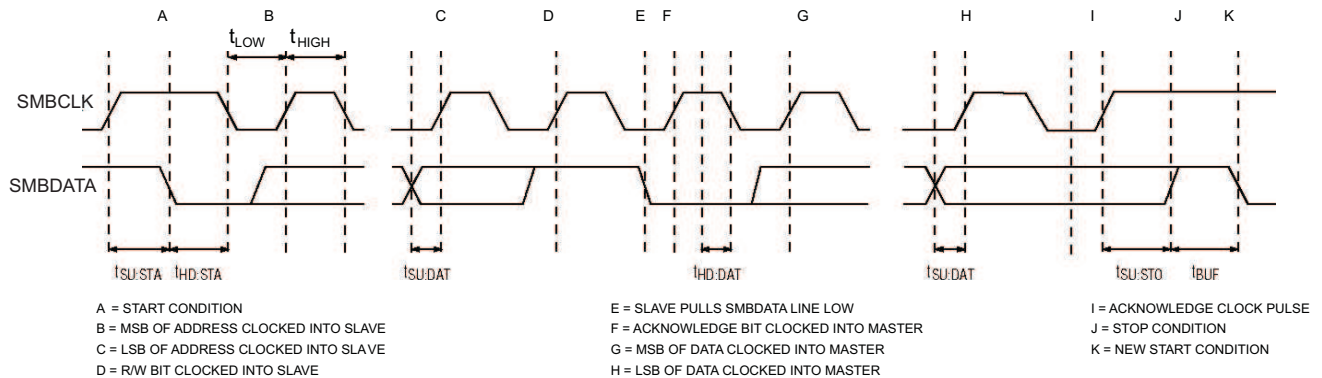 A B C D E F G H I J K
tLOW tHIGH
SMBCLK
SMBDATA
tSU:STA tHD:STA tSU:DAT tHD:DAT tSU:DAT tSU:STO tBUF
A = START CONDITION
B = MSB OF ADDRESS CLOCKED INTO SLAVE
C = LSB OF ADDRESS CLOCKED INTO SLAVE
D = R/W BIT CLOCKED INTO SLAVE
E = SLAVE PULLS SMBDATA LINE LOW
F = ACKNOWLEDGE BIT CLOCKED INTO MASTER
G = MSB OF DATA CLOCKED INTO MASTER
H = LSB OF DATA CLOCKED INTO MASTER
I = ACKNOWLEDGE CLOCK PULSE
J = STOP CONDITION
K = NEW START CONDITION